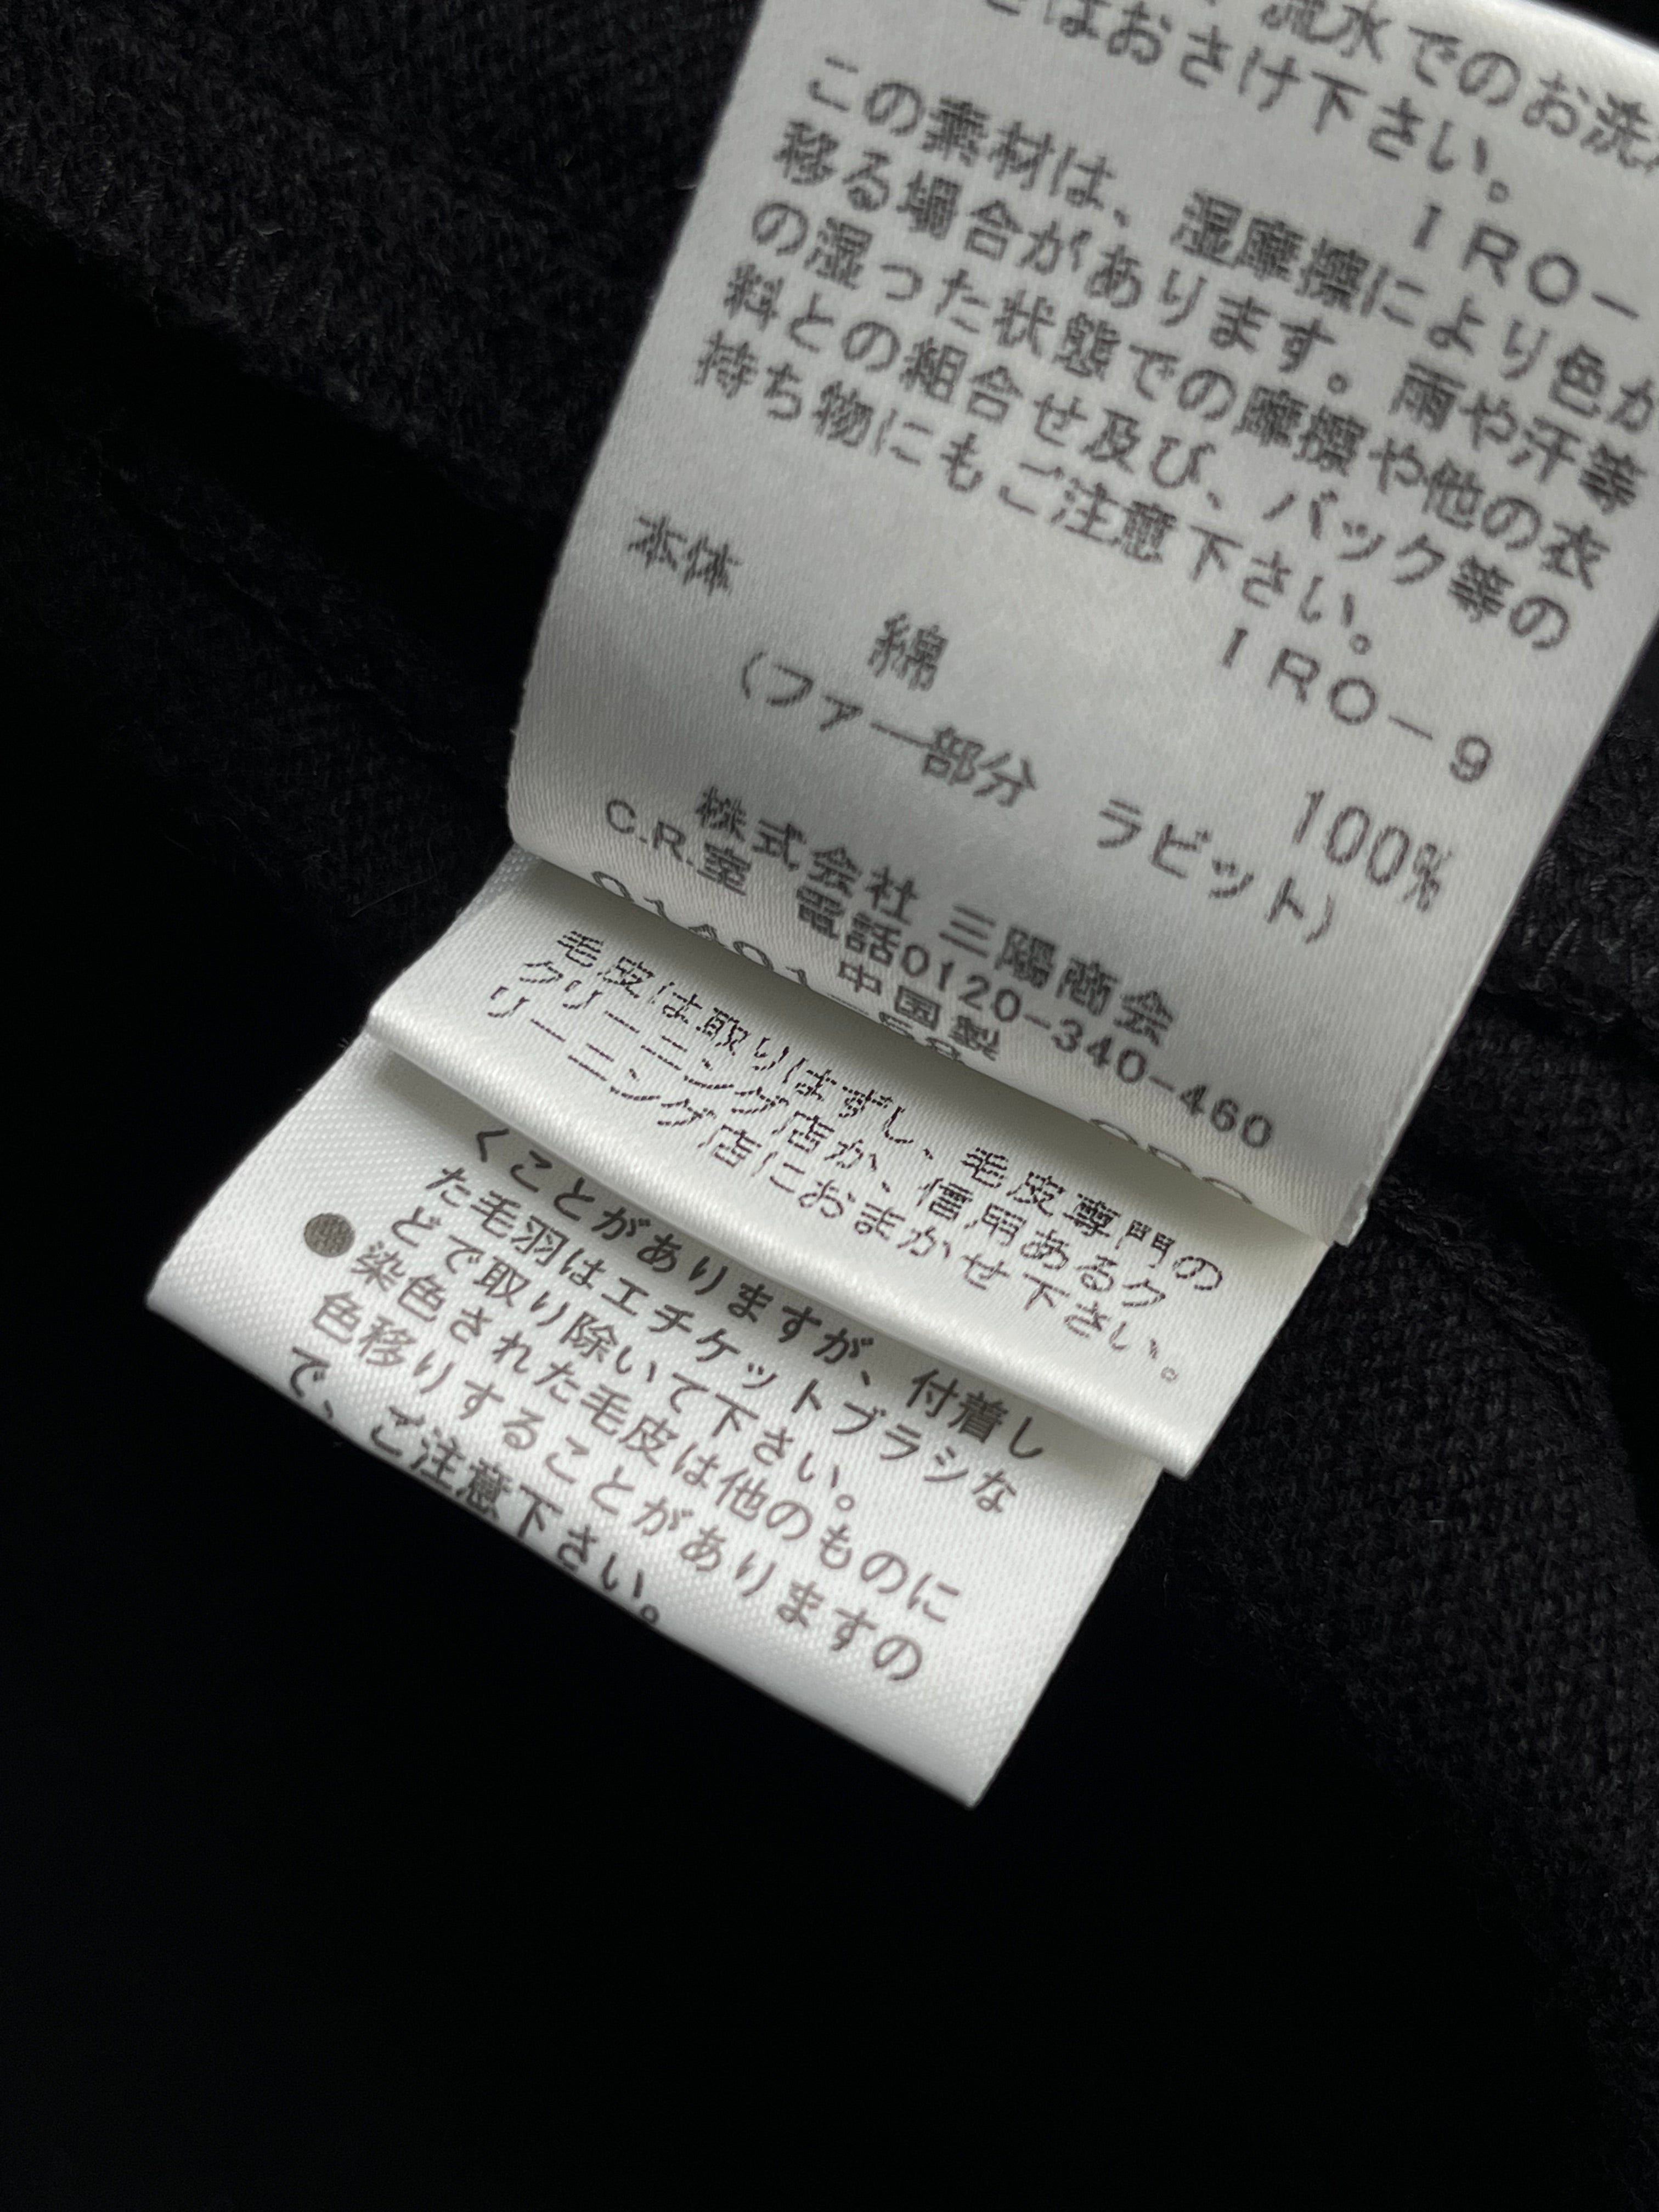 流水でのお洗
はおさけ下さい。
IRO−
この素材は、湿摩擦により色が
移る場合があります。雨や汗等
の湿った状態での摩擦や他の衣
料との組合せ及び、バック等の
持ち物にもご注意下さい。
IRO−9
本体
綿 100%
(ファー部分 ラビット)
株式会社 三陽商会
C.R.室 電話0120−340−460
中国製
毛皮は取りはずし、毛皮専門の
クリーニング店か、信用あるク
リーニング店におまかせ下さい。
くことがありますが、付着し
た毛羽はエチケットブラシな
どで取り除いて下さい。
●染色された毛皮は他のものに
色移りすることがありますの
で、ご注意下さい。